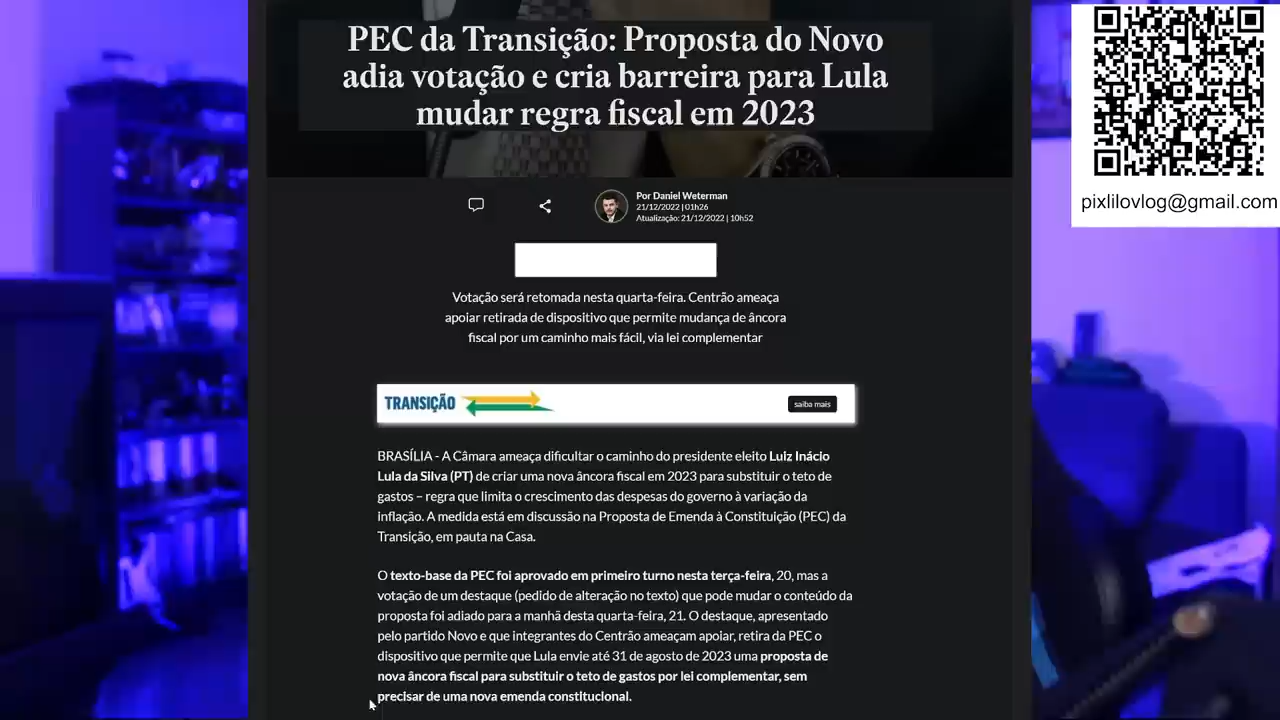 PEC da Transição: Proposta do Novo
adia votação e cria barreira para Lula
mudar regra fiscal em 2023
pixlilovlog@gmail.com
Por Daniel Weterman
21/12/2022 | 01h26
Atualização: 21/12/2022 | 10h52
Votação será retomada nesta quarta-feira. Centrão ameaça
apoiar retirada de dispositivo que permite mudança de âncora
fiscal por um caminho mais fácil, via lei complementar
TRANSIÇÃO
saiba mais
BRASÍLIA - A Câmara ameaça dificultar o caminho do presidente eleito Luiz Inácio
Lula da Silva (PT) de criar uma nova âncora fiscal em 2023 para substituir o teto de
gastos – regra que limita o crescimento das despesas do governo à variação da
inflação. A medida está em discussão na Proposta de Emenda à Constituição (PEC) da
Transição, em pauta na Casa.
O texto-base da PEC foi aprovado em primeiro turno nesta terça-feira, 20, mas a
votação de um destaque (pedido de alteração no texto) que pode mudar o conteúdo da
proposta foi adiado para a manhã desta quarta-feira, 21. O destaque, apresentado
pelo partido Novo e que integrantes do Centrão ameaçam apoiar, retira da PEC o
dispositivo que permite que Lula envie até 31 de agosto de 2023 uma proposta de
nova âncora fiscal para substituir o teto de gastos por lei complementar, sem
precisar de uma nova emenda constitucional.